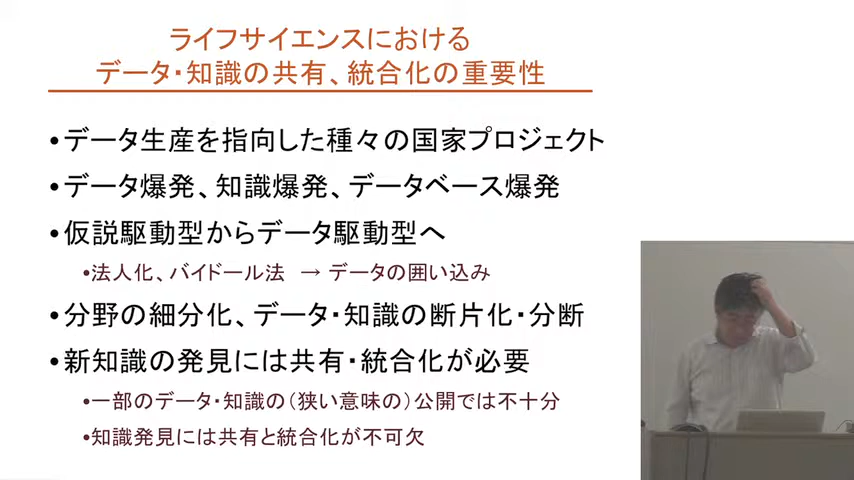 ライフサイエンスにおける
データ・知識の共有、統合化の重要性
•データ生産を指向した種々の国家プロジェクト
•データ爆発、知識爆発、データベース爆発
•仮説駆動型からデータ駆動型へ
•法人化、バイドール法 → データの囲い込み
•分野の細分化、データ・知識の断片化・分断
•新知識の発見には共有・統合化が必要
•一部のデータ・知識の（狭い意味の）公開では不十分
•知識発見には共有と統合化が不可欠